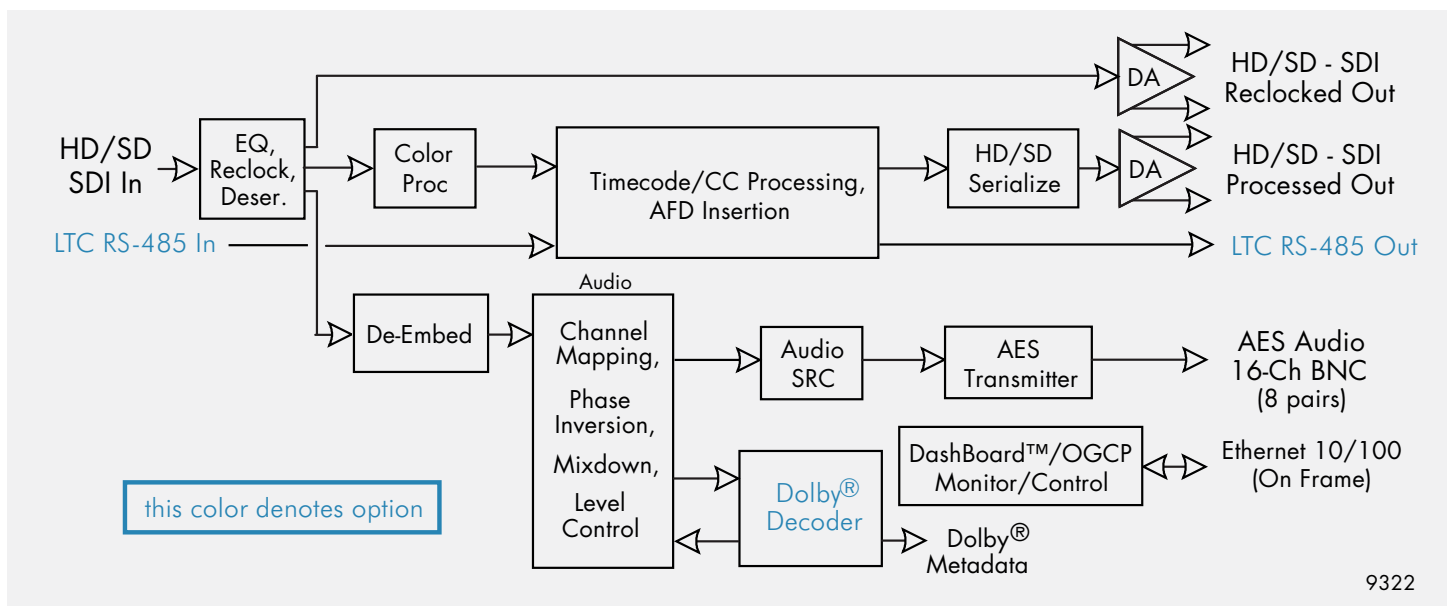 HD/SD
SDI In
EQ,
Reclock,
Deser.
Color
Proc
Timecode/CC Processing,
AFD Insertion
HD/SD
Serialize
DA
HD/SD - SDI
Reclocked Out
DA
HD/SD - SDI
Processed Out
LTC RS-485 In
LTC RS-485 Out
De-Embed
Audio
Channel
Mapping,
Phase
Inversion,
Mixdown,
Level
Control
Audio
SRC
AES
Transmitter
AES Audio
16-Ch BNC
(8 pairs)
Dolby®
Decoder
Dolby®
Metadata
DashBoard™/OGCP
Monitor/Control
Ethernet 10/100
(On Frame)
this color denotes option
9322